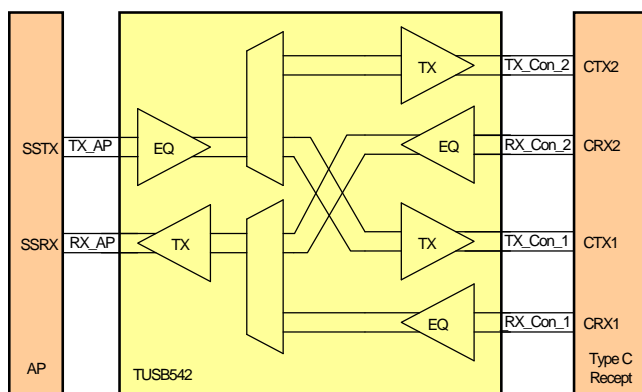 TX
TX_Con_2
CTX2
SSTX
TX_AP
EQ
EQ
RX_Con_2
CRX2
SSRX
RX_AP
TX
TX
TX_Con_1
CTX1
EQ
RX_Con_1
CRX1
AP
TUSB542
Type C
Recept